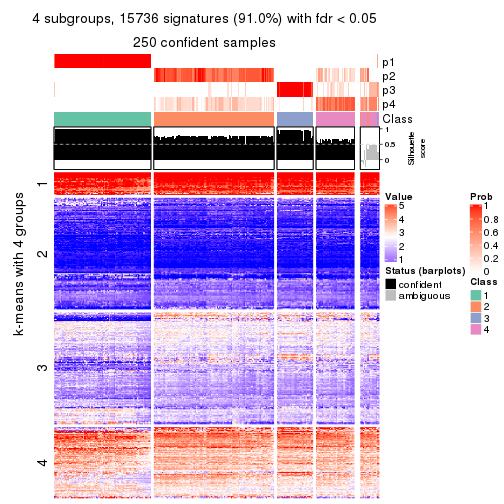 4 subgroups, 15736 signatures (91.0%) with fdr < 0.05
250 confident samples
p1
p2
p3
p4
Class
1
0.5
0
Silhouette
score
k-means with 4 groups
1
2
3
4
Value
5
4
3
2
1
Status (barplots)
confident
ambiguous
Prob
1
0.8
0.6
0.4
0.2
0
Class
1
2
3
4